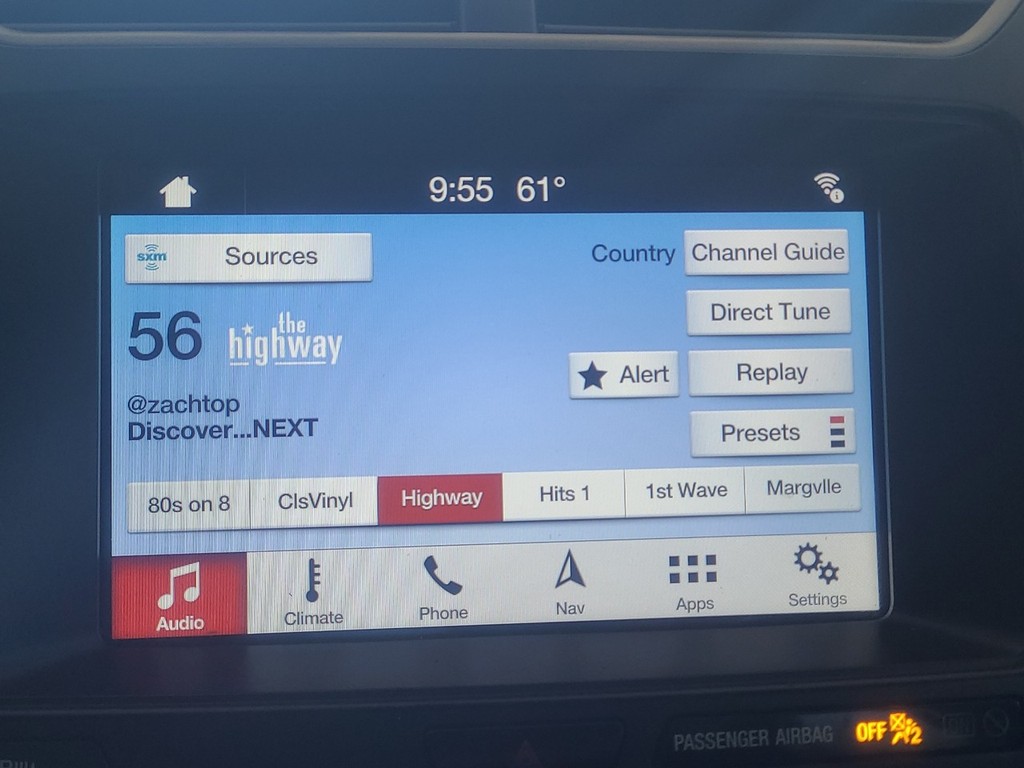 9:55 61°
sxm Sources
Country
Channel Guide
Direct Tune
56 the highway
Alert
Replay
@zachtop
Discover...NEXT
Presets
80s on 8
ClsVinyl
Highway
Hits 1
1st Wave
Margvlle
Audio
Climate
Phone
Nav
Apps
Settings
PASSENGER AIRBAG OFF 2